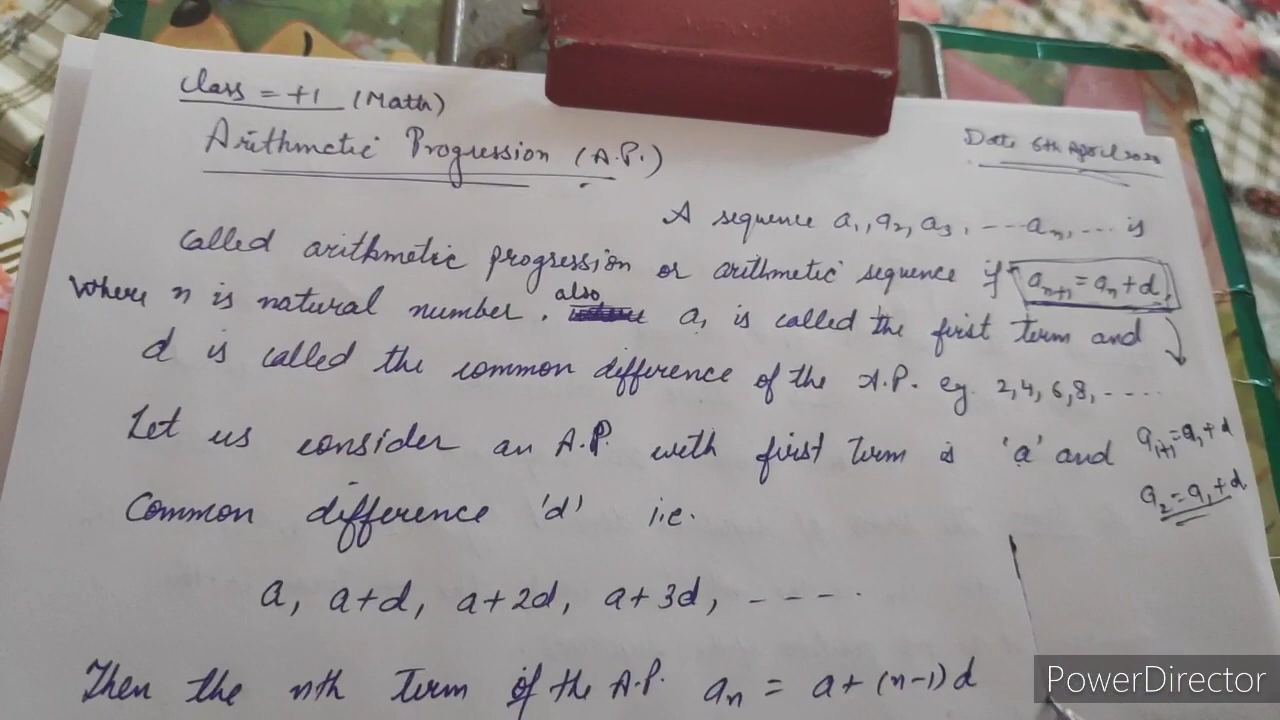 Class = +1 (Math)
Arithmetic Progression (A.P.)
Date 6th April 2020
A sequence a₁, a₂, a₃, ---aₙ, ... is
called arithmetic progression or arithmetic sequence if aₙ₊₁ = aₙ + d,
where n is natural number. also, a₁ is called the first term and
d is called the common difference of the A.P. eg. 2, 4, 6, 8, ----
Let us consider an A.P. with first term is 'a' and
a₁₊₁ = a₁ + d
Common difference 'd' i.e.
a₂ = a₁ + d
a, a+d, a+2d, a+3d, ----.
Then the nth term of the A.P. aₙ = a + (n-1)d
PowerDirector